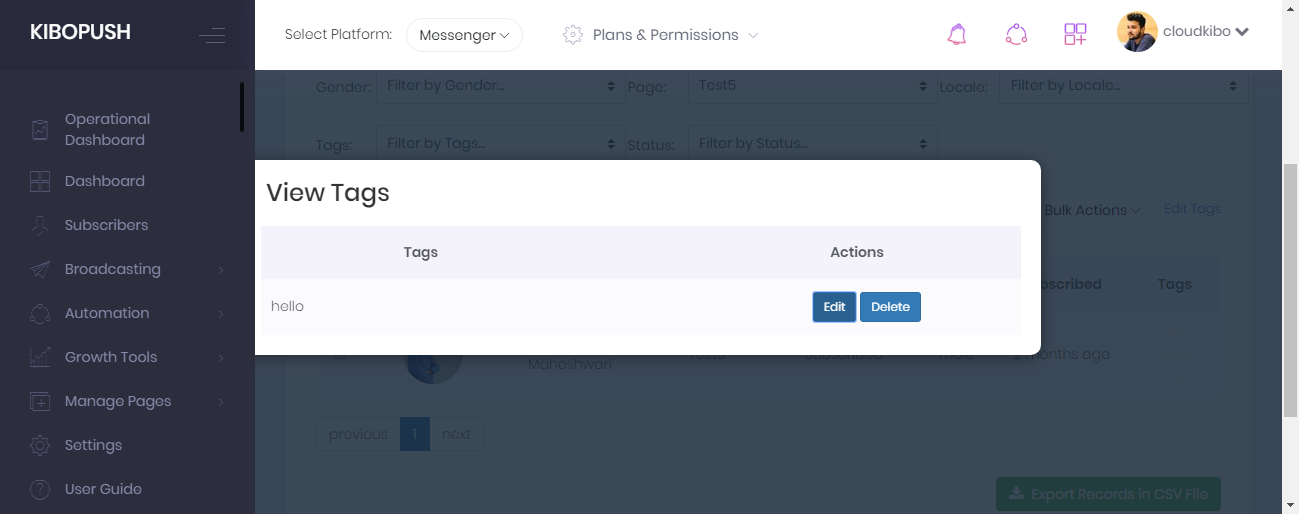 KIBOPUSH
Select Platform: Messenger Plans & Permissions cloudkibo
Gender: Filter by Gender... Page: Test5 Locale: Filter by Locale...
Operational
Dashboard
Tags: Filter by Tags... Status: Filter by Status...
Dashboard
View Tags
Bulk Actions Edit Tags
Subscribers
Tags Actions
Broadcasting
Tags
hello Edit Delete
Automation
Growth Tools
Maheshwari
months ago
Manage Pages
previous 1 next
Settings
User Guide
Export Records in CSV File